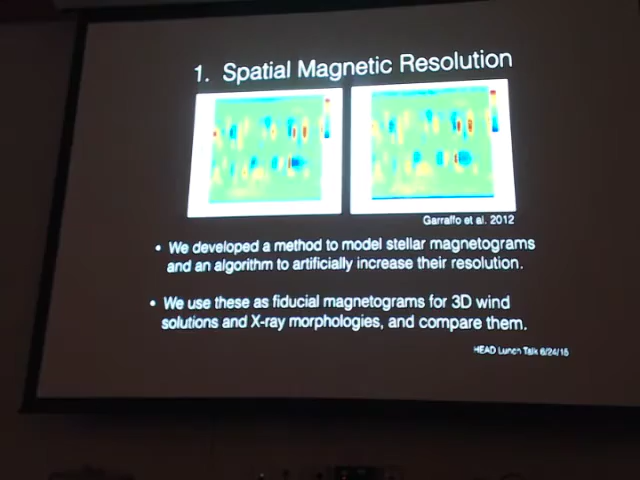 1. Spatial Magnetic Resolution
Garraffo et al. 2012
• We developed a method to model stellar magnetograms
and an algorithm to artificially increase their resolution.
• We use these as fiducial magnetograms for 3D wind
solutions and X-ray morphologies, and compare them.
HEAD Lunch Talk 6/24/15